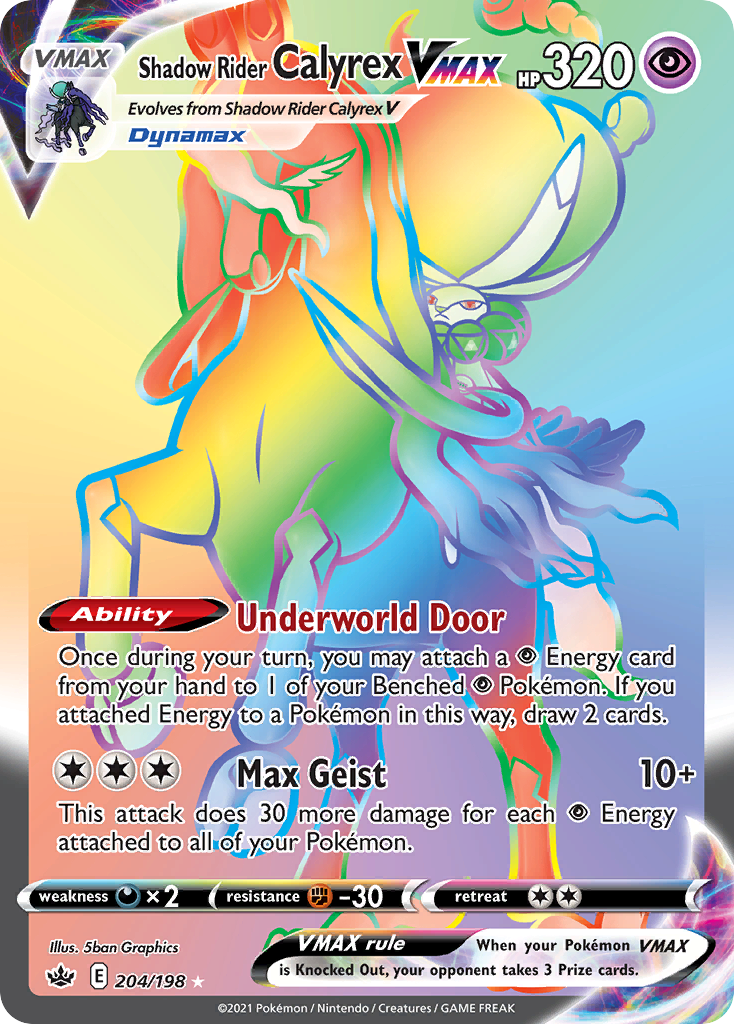 VMAX
Shadow Rider Calyrex VMAX HP 320
Evolves from Shadow Rider Calyrex V
Dynamax
Ability Underworld Door
Once during your turn, you may attach a Energy card
from your hand to 1 of your Benched Pokémon. If you
attached Energy to a Pokémon in this way, draw 2 cards.
Max Geist 10+
This attack does 30 more damage for each Energy
attached to all of your Pokémon.
weakness ×2 resistance -30 retreat
Illus. 5ban Graphics
VMAX rule When your Pokémon VMAX
is Knocked Out, your opponent takes 3 Prize cards.
E 204/198 ★
©2021 Pokémon / Nintendo / Creatures / GAME FREAK